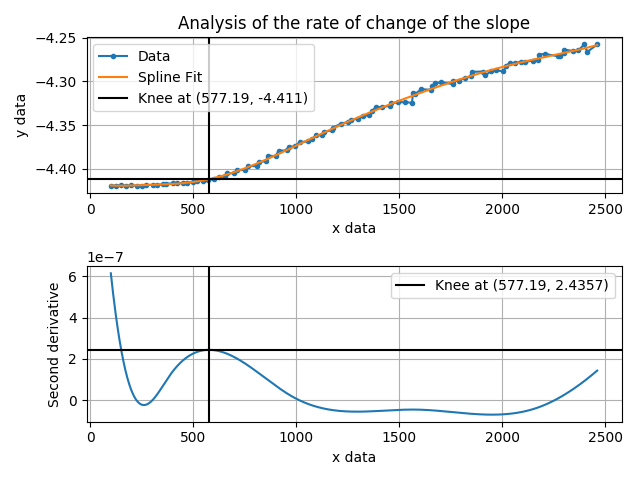 Analysis of the rate of change of the slope
−4.25
−4.30
−4.35
−4.40
y data
Data
Spline Fit
Knee at (577.19, -4.411)
0 500 1000 1500 2000 2500
x data
1e−7
6
4
2
0
Second derivative
Knee at (577.19, 2.4357)
0 500 1000 1500 2000 2500
x data